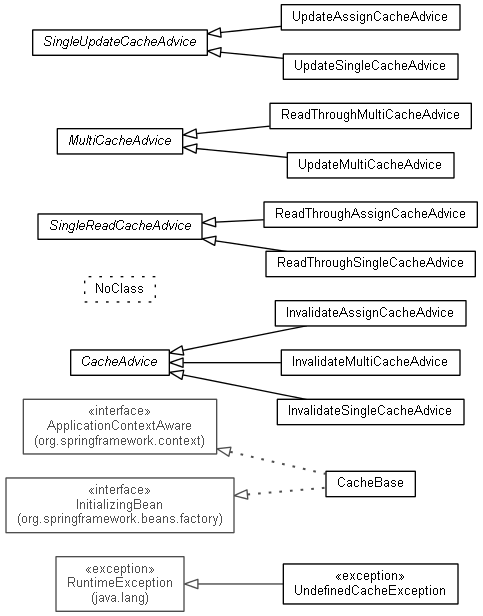 UpdateAssignCacheAdvice
SingleUpdateCacheAdvice
UpdateSingleCacheAdvice
ReadThroughMultiCacheAdvice
MultiCacheAdvice
UpdateMultiCacheAdvice
ReadThroughAssignCacheAdvice
SingleReadCacheAdvice
ReadThroughSingleCacheAdvice
NoClass
InvalidateAssignCacheAdvice
CacheAdvice
InvalidateMultiCacheAdvice
InvalidateSingleCacheAdvice
«interface»
ApplicationContextAware
(org.springframework.context)
CacheBase
«interface»
InitializingBean
(org.springframework.beans.factory)
«exception»
RuntimeException
(java.lang)
«exception»
UndefinedCacheException